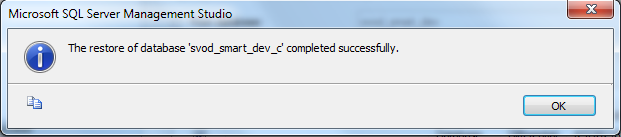 Microsoft SQL Server Management Studio
The restore of database 'svod_smart_dev_c' completed successfully.
OK